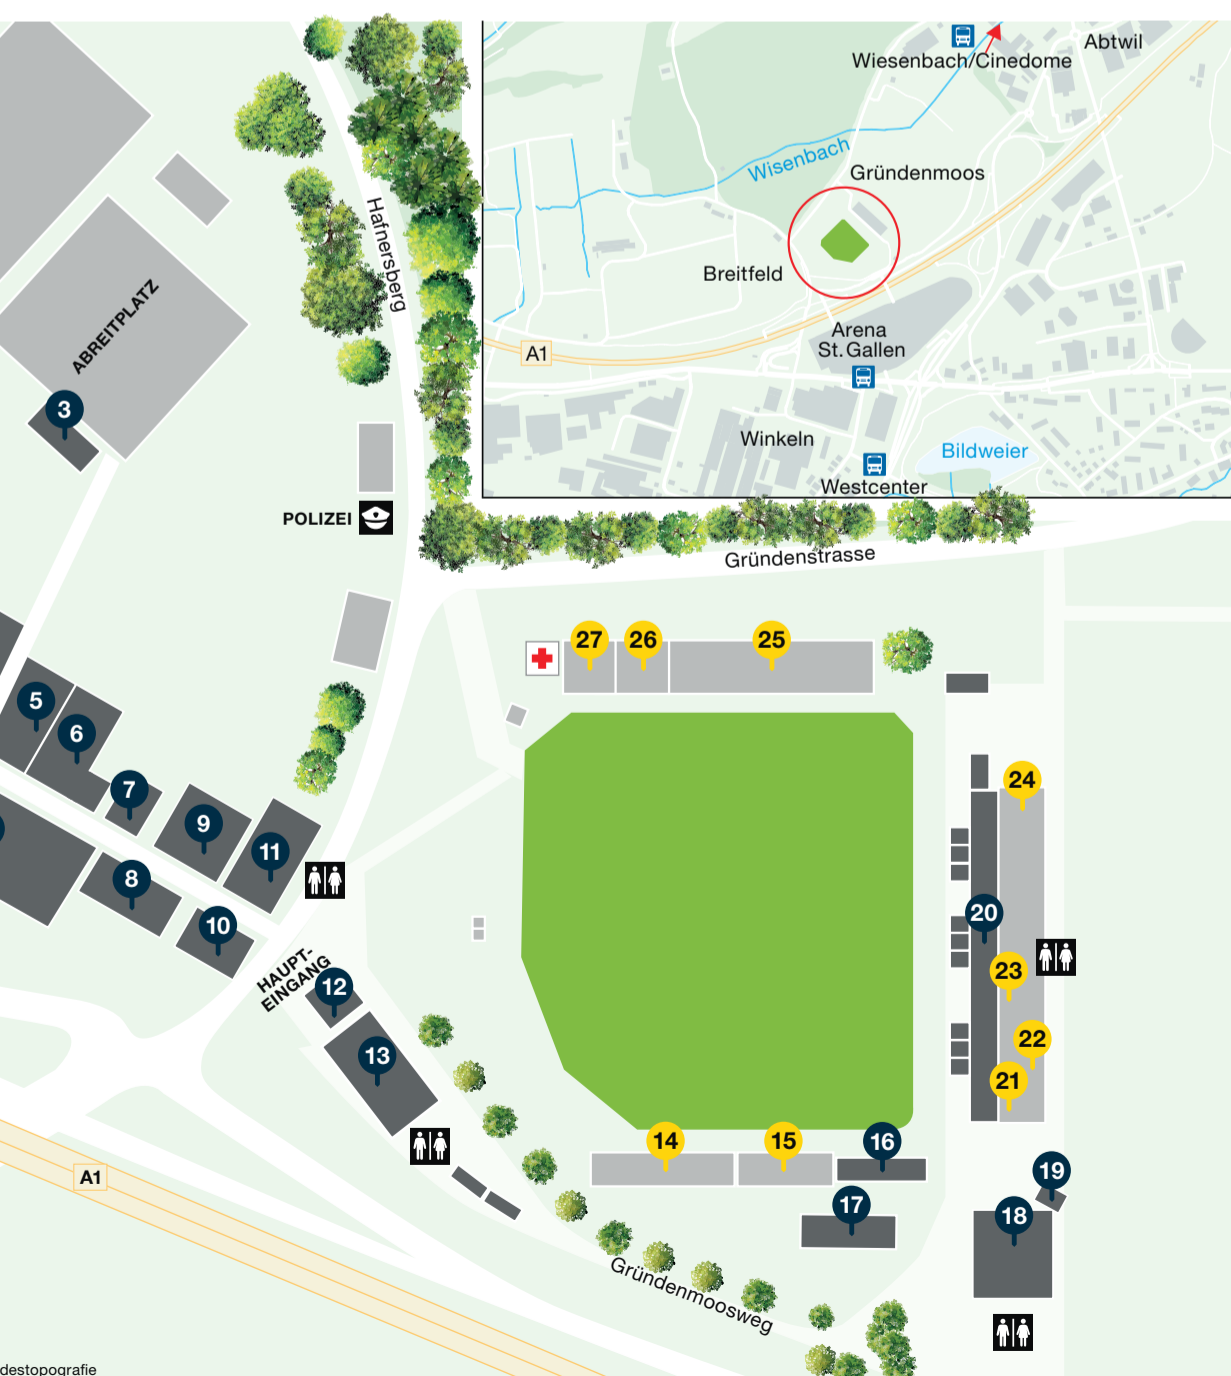 Wiesenbach/Cinedome
Abtwil
Wisenbach
Gründenmoos
Breitfeld
Arena
St. Gallen
A1
Winkeln
Bildweier
Westcenter
Hafnersberg
ABREITPLATZ
3
POLIZEI
Gründenstrasse
27
26
25
5
6
7
9
11
8
10
24
20
23
22
21
HAUPT-
EINGANG
12
13
14
15
16
17
18
19
A1
Gründenmoosweg
destopografie